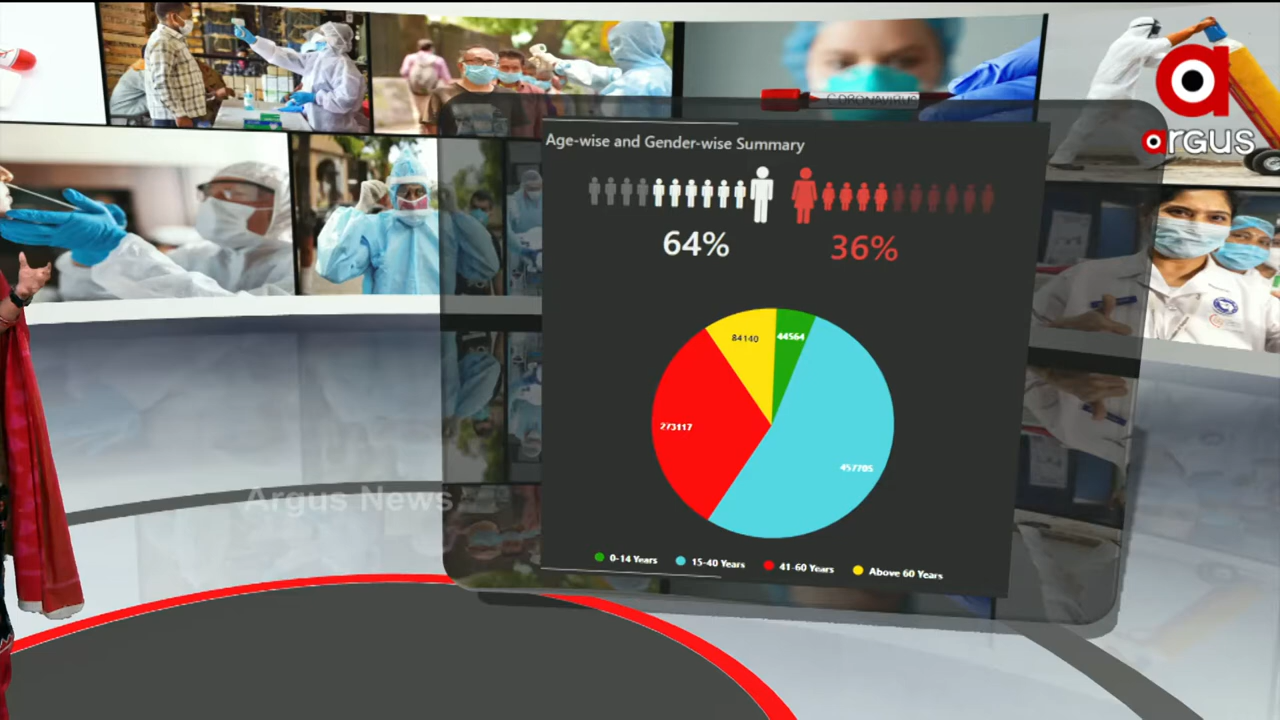 CORONAVIRUS
argus
Age-wise and Gender-wise Summary
64%
36%
84140
44564
273117
457705
Argus News
0-14 Years
15-40 Years
41-60 Years
Above 60 Years